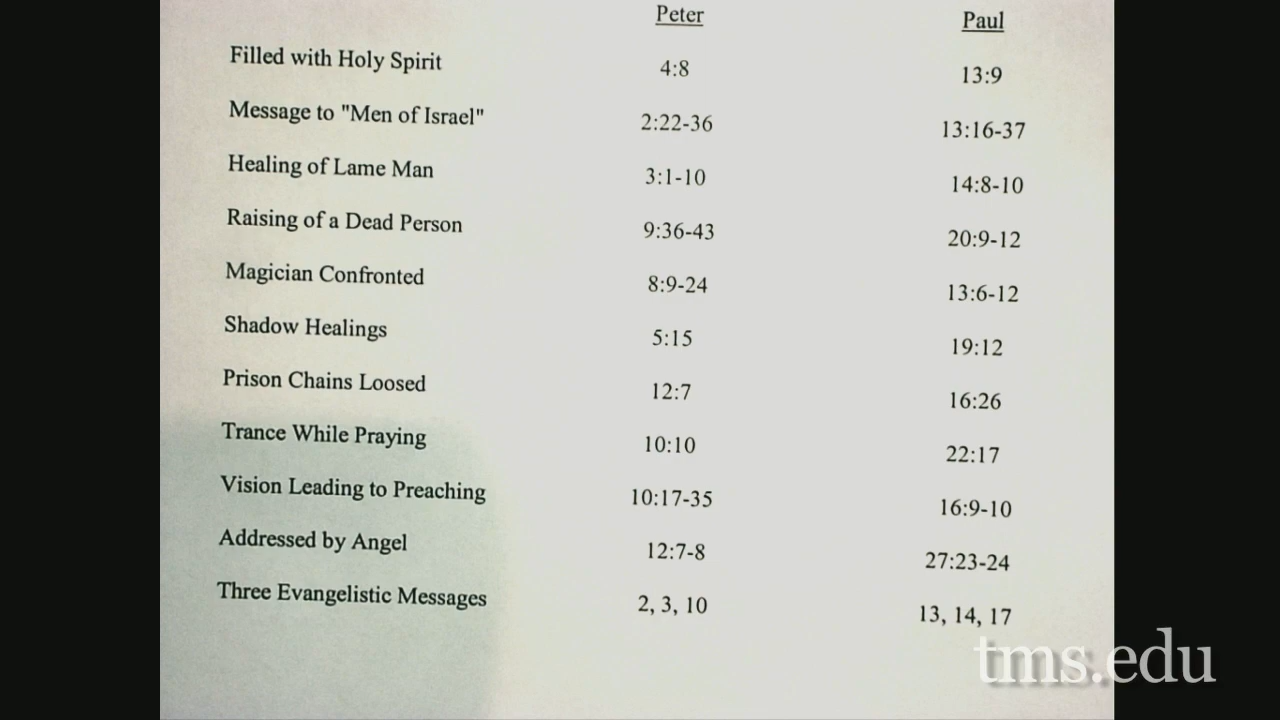 Peter Paul
Filled with Holy Spirit 4:8 13:9
Message to "Men of Israel" 2:22-36 13:16-37
Healing of Lame Man 3:1-10 14:8-10
Raising of a Dead Person 9:36-43 20:9-12
Magician Confronted 8:9-24 13:6-12
Shadow Healings 5:15 19:12
Prison Chains Loosed 12:7 16:26
Trance While Praying 10:10 22:17
Vision Leading to Preaching 10:17-35 16:9-10
Addressed by Angel 12:7-8 27:23-24
Three Evangelistic Messages 2, 3, 10 13, 14, 17
tms.edu